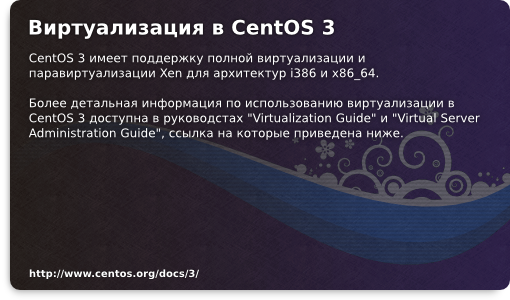 Виртуализация в CentOS 3
CentOS 3 имеет поддержку полной виртуализации и
паравиртуализации Xen для архитектур i386 и x86_64.
Более детальная информация по использованию виртуализации в
CentOS 3 доступна в руководстах "Virtualization Guide" и "Virtual Server
Administration Guide", ссылка на которые приведена ниже.
http://www.centos.org/docs/3/